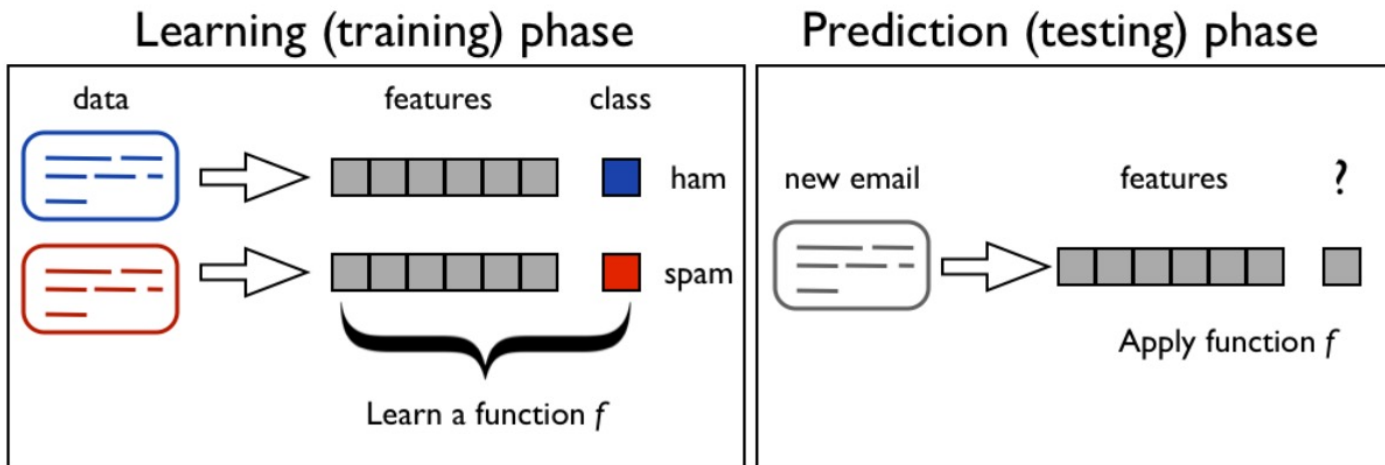 Learning (training) phase
data features class
ham
spam
Learn a function f
Prediction (testing) phase
new email features ?
Apply function f